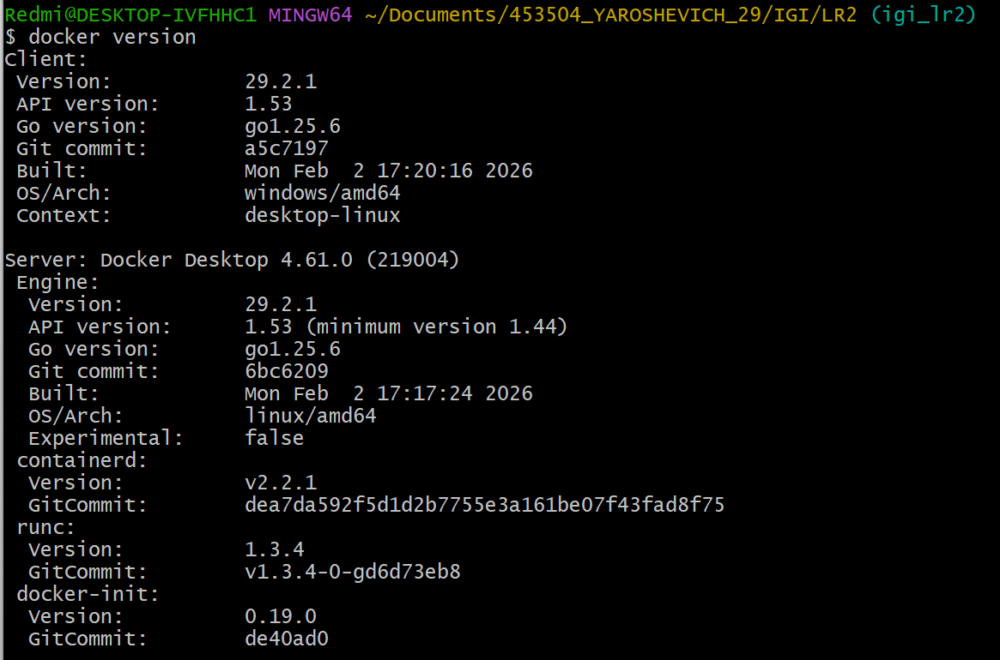 Redmi@DESKTOP-IVFHHC1 MINGW64 ~/Documents/453504_YAROSHEVICH_29/IGI/LR2 (igi_lr2)
$ docker version
Client:
 Version:           29.2.1
 API version:       1.53
 Go version:        go1.25.6
 Git commit:        a5c7197
 Built:             Mon Feb  2 17:20:16 2026
 OS/Arch:           windows/amd64
 Context:           desktop-linux

Server: Docker Desktop 4.61.0 (219004)
 Engine:
  Version:          29.2.1
  API version:      1.53 (minimum version 1.44)
  Go version:       go1.25.6
  Git commit:       6bc6209
  Built:            Mon Feb  2 17:17:24 2026
  OS/Arch:          linux/amd64
  Experimental:     false
 containerd:
  Version:          v2.2.1
  GitCommit:        dea7da592f5d1d2b7755e3a161be07f43fad8f75
 runc:
  Version:          1.3.4
  GitCommit:        v1.3.4-0-gd6d73eb8
 docker-init:
  Version:          0.19.0
  GitCommit:        de40ad0